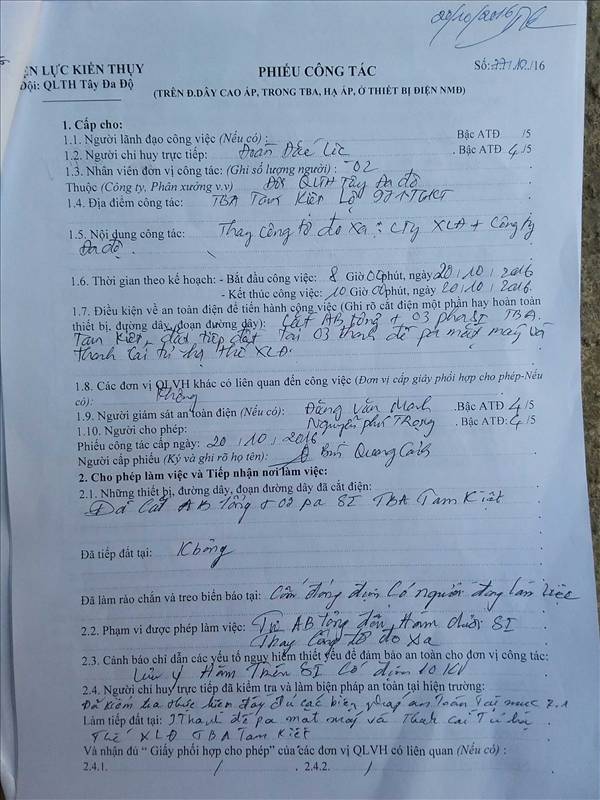 20/10/2016
ỆN LỰC KIẾN THỤY
Đội: QLTH Tây Đa Độ
PHIẾU CÔNG TÁC
Số: 77/10./16
(TRÊN Đ.DÂY CAO ÁP, TRONG TBA, HẠ ÁP, Ở THIẾT BỊ ĐIỆN NMĐ)
1. Cấp cho:
1.1. Người lãnh đạo công việc (Nếu có) : Bậc ATĐ /5
1.2. Người chỉ huy trực tiếp: Đoàn Đắc . Bậc ATĐ 4/5
1.3. Nhân viên đơn vị công tác: (Ghi số lượng người) : 02
Thuộc (Công ty, Phân xưởng v.v) Đội QLTH Tây Đa độ
1.4. Địa điểm công tác: TBA Tam Kiệt Lộ
1.5. Nội dung công tác: Thay công tơ đo xa : CTy XLĐ + Công ty
Đa độ
1.6. Thời gian theo kế hoạch: - Bắt đầu công việc: 8 Giờ 00 phút, ngày 20/10/2016
- Kết thúc công việc: 10 Giờ 00 phút, ngày 20/10/2016.
1.7. Điều kiện về an toàn điện để tiến hành công việc (Ghi rõ cắt điện một phần hay hoàn toàn
thiết bị, đường dây, đoạn đường dây): Cắt AB tổng + 03 pha SI TBA
Tam Kiệt, đặt tiếp đất tại 03 thanh để pa mặt máy và
thanh cái tủ hạ thế XLĐ.
1.8. Các đơn vị QLVH khác có liên quan đến công việc (Đơn vị cấp giấy phối hợp cho phép-Nếu
có): Không
1.9. Người giám sát an toàn điện (Nếu có): Đặng Văn Mạnh .Bậc ATĐ 4/5
1.10. Người cho phép: Nguyễn Phú Trọng . Bậc ATĐ: 4/5
Phiếu công tác cấp ngày: 20/10/2016
Người cấp phiếu (Ký và ghi rõ họ tên): Bùi Quang
2. Cho phép làm việc và Tiếp nhận nơi làm việc:
2.1. Những thiết bị, đường dây, đoạn đường dây đã cắt điện:
Đã Cắt AB tổng + 03 pa SI TBA Tam Kiệt
Đã tiếp đất tại: Không
Đã làm rào chắn và treo biển báo tại: Cấm đóng điện Có người đang làm việc
2.2. Phạm vi được phép làm việc: Từ AB tổng đến Hàm dưới SI
Thay Công tơ đo xa
2.3. Cảnh báo chỉ dẫn các yếu tố nguy hiểm thiết yếu để đảm bảo an toàn cho đơn vị công tác:
Lưu ý Hàm Trên SI Có điện 10 KV
2.4. Người chỉ huy trực tiếp đã kiểm tra và làm biện pháp an toàn tại hiện trường:
Đã kiểm tra thực hiện đầy đủ các biện pháp an toàn Tại mục 2.1
Làm tiếp đất tại: Thanh để pa mặt máy và Thanh cái Tủ hạ
Thế XLĐ TBA Tam Kiệt
Và nhận đủ “ Giấy phối hợp cho phép” của các đơn vị QLVH có liên quan (Nếu có) :
2.4.1. / . 2.4.2. /